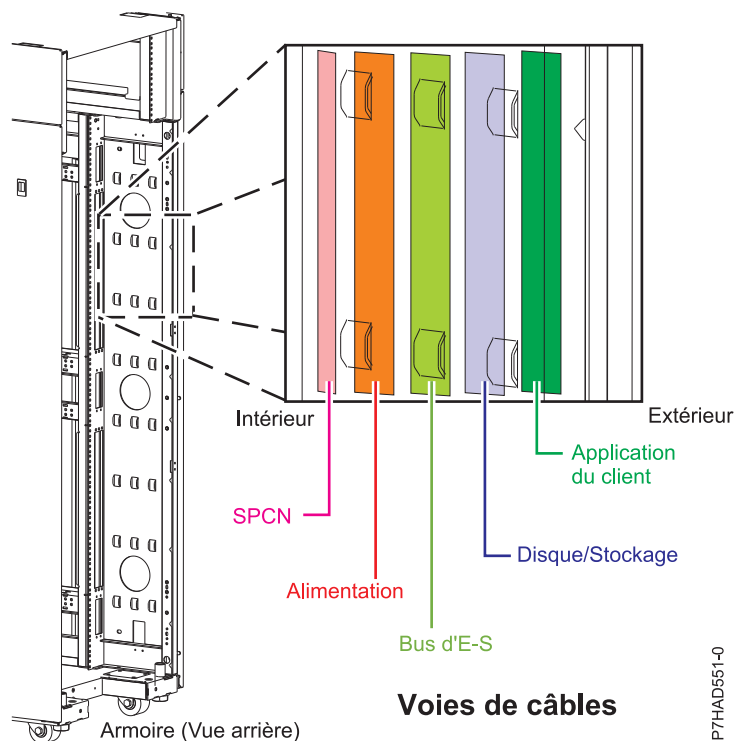 Intérieur
Extérieur
Application
du client
SPCN
Disque/Stockage
Alimentation
Bus d'E-S
Voies de câbles
Armoire (Vue arrière)
P7HAD551-0